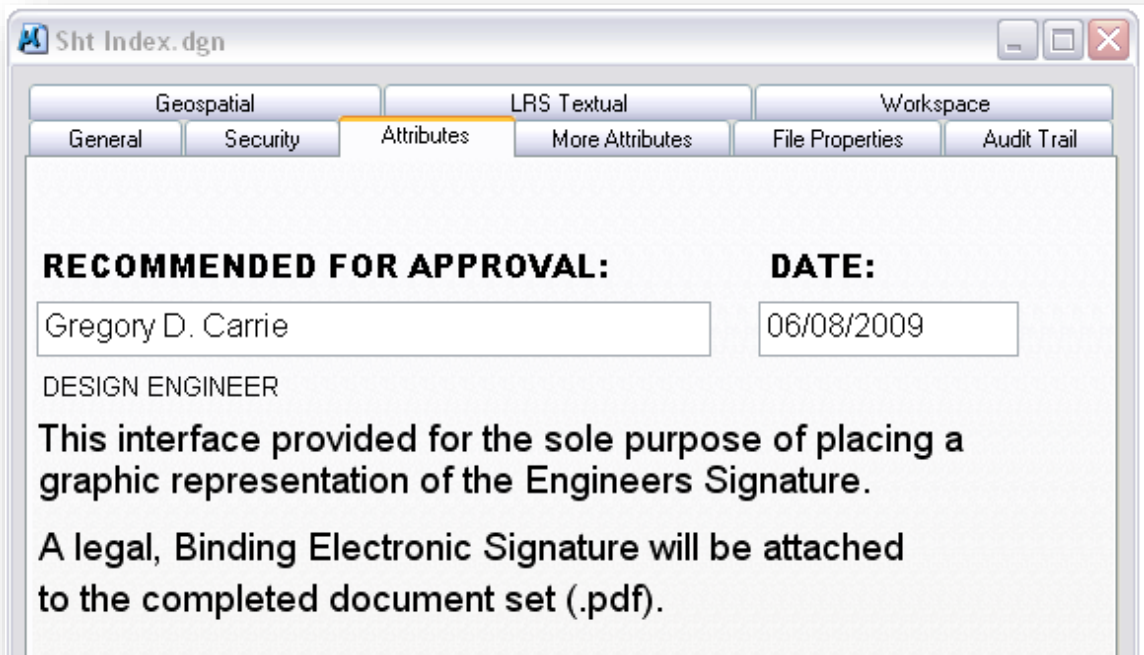 Sht Index.dgn
Geospatial LRS Textual Workspace
General Security Attributes More Attributes File Properties Audit Trail
RECOMMENDED FOR APPROVAL: DATE:
Gregory D. Carrie 06/08/2009
DESIGN ENGINEER
This interface provided for the sole purpose of placing a
graphic representation of the Engineers Signature.
A legal, Binding Electronic Signature will be attached
to the completed document set (.pdf).